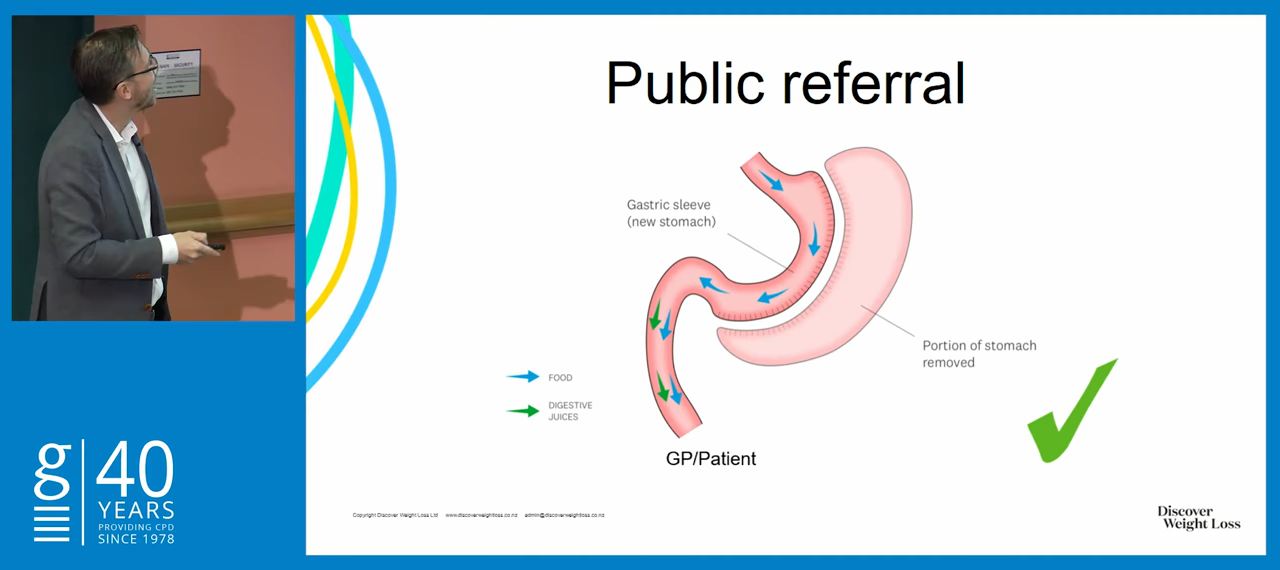 Public referral
Gastric sleeve
(new stomach)
Portion of stomach
removed
FOOD
DIGESTIVE
JUICES
GP/Patient
Copyright Discover Weight Loss Ltd www.discoverweightloss.co.nz admin@discoverweightloss.co.nz
Discover
Weight Loss
g 40
YEARS
PROVIDING CPD
SINCE 1978
SECURITY